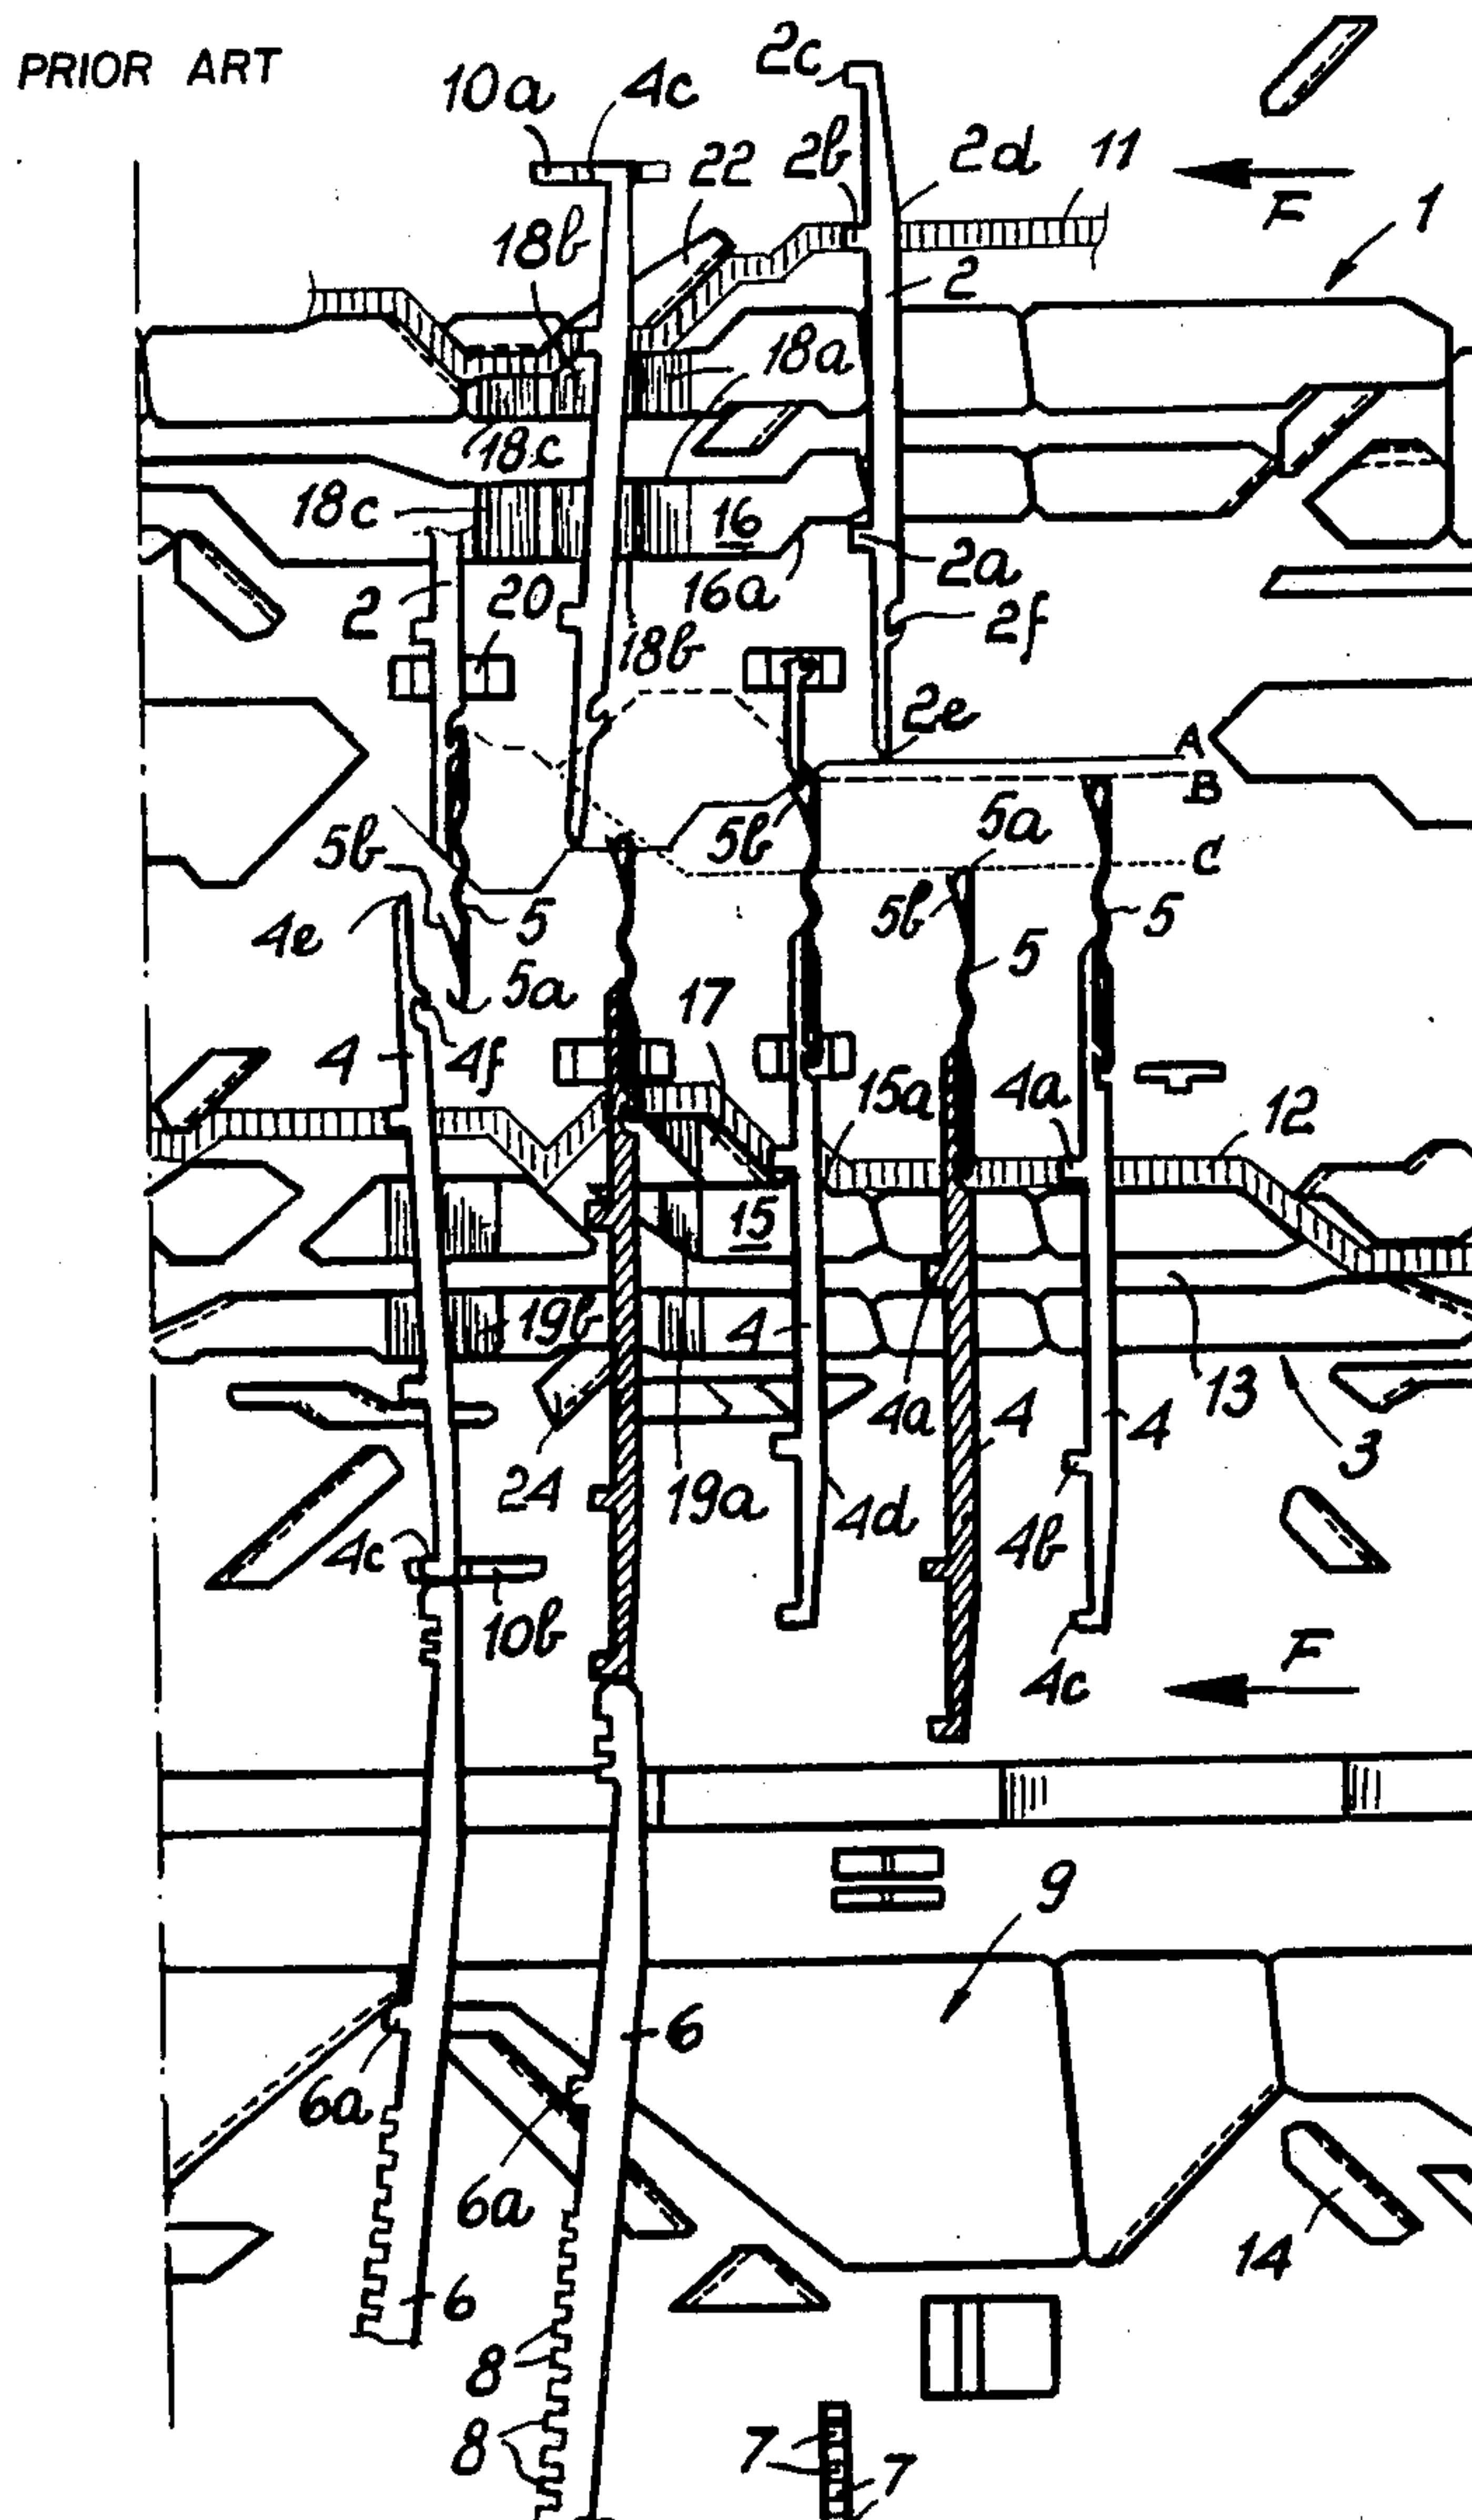 PRIOR ART
2c
10a 4c
22 2b 2d 11
F
1
18b
2
18a
18c
18c
16
2a
2 20 16a
2f
18b
2e
A
B
5a
5b 5b
C
5b
4e 5 5
5
5a 17
4 4f
15a 4a
12
15
19b 4
13
4a 4 4
3
24 19a
4d
4c 4b
10b
F
4c
9
6
6a
6a
14
6
8
8 7
7